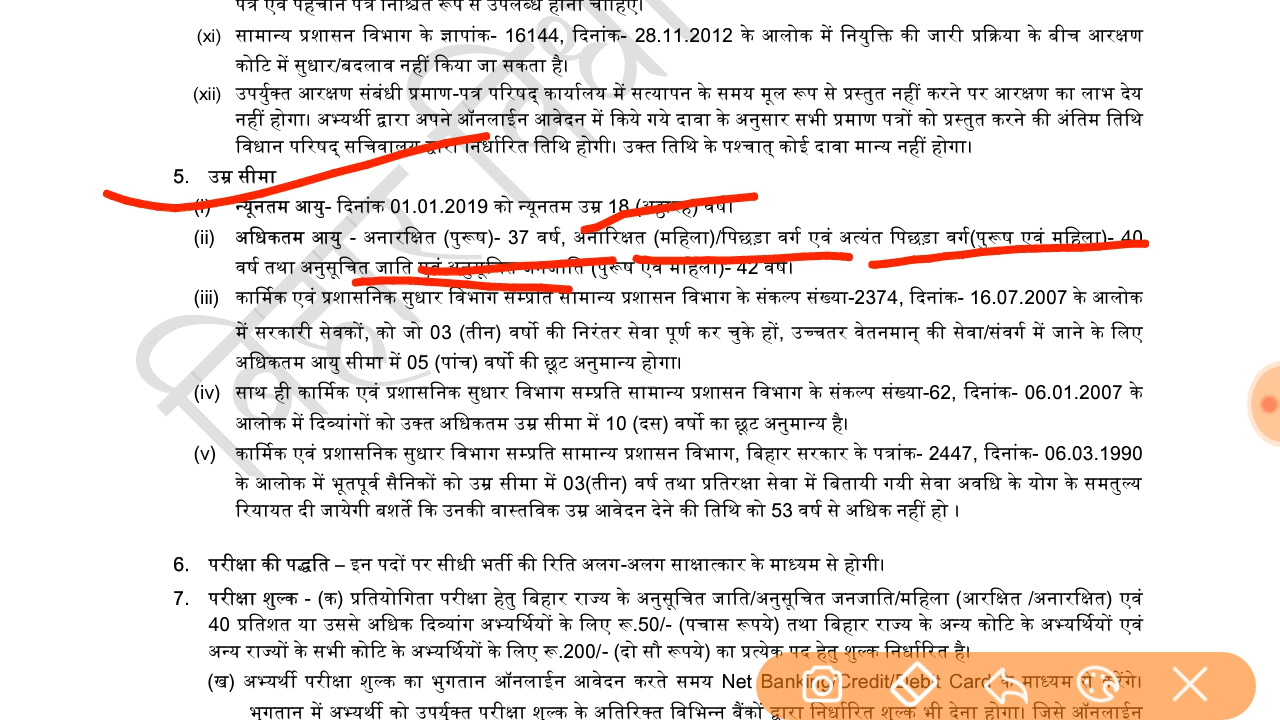 पत्र एवं पहचान पत्र निश्चित रूप से उपलब्ध होना चाहिए।
(xi) सामान्य प्रशासन विभाग के ज्ञापांक- 16144, दिनांक- 28.11.2012 के आलोक में नियुक्ति की जारी प्रक्रिया के बीच आरक्षण
कोटि में सुधार/बदलाव नहीं किया जा सकता है।
(xii) उपर्युक्त आरक्षण संबंधी प्रमाण-पत्र परिषद् कार्यालय में सत्यापन के समय मूल रूप से प्रस्तुत नहीं करने पर आरक्षण का लाभ देय
नहीं होगा। अभ्यर्थी द्वारा अपने ऑनलाईन आवेदन में किये गये दावा के अनुसार सभी प्रमाण पत्रों को प्रस्तुत करने की अंतिम तिथि
विधान परिषद् सचिवालय द्वारा निर्धारित तिथि होगी। उक्त तिथि के पश्चात् कोई दावा मान्य नहीं होगा।
5. उम्र सीमा
(i) न्यूनतम आयु- दिनांक 01.01.2019 को न्यूनतम उम्र 18 (अट्ठारह) वर्ष।
(ii) अधिकतम आयु - अनारक्षित (पुरूष)- 37 वर्ष, अनारिक्षत (महिला)/पिछड़ा वर्ग एवं अत्यंत पिछड़ा वर्ग(पुरूष एवं महिला)- 40
वर्ष तथा अनुसूचित जाति एवं अनुसूचित जनजाति (पुरूष एवं महिला)- 42 वर्ष।
(iii) कार्मिक एवं प्रशासनिक सुधार विभाग सम्प्रति सामान्य प्रशासन विभाग के संकल्प संख्या-2374, दिनांक- 16.07.2007 के आलोक
में सरकारी सेवकों, को जो 03 (तीन) वर्षो की निरंतर सेवा पूर्ण कर चुके हों, उच्चतर वेतनमान् की सेवा/संवर्ग में जाने के लिए
अधिकतम आयु सीमा में 05 (पांच) वर्षो की छूट अनुमान्य होगा।
(iv) साथ ही कार्मिक एवं प्रशासनिक सुधार विभाग सम्प्रति सामान्य प्रशासन विभाग के संकल्प संख्या-62, दिनांक- 06.01.2007 के
आलोक में दिव्यांगों को उक्त अधिकतम उम्र सीमा में 10 (दस) वर्षो का छूट अनुमान्य है।
(v) कार्मिक एवं प्रशासनिक सुधार विभाग सम्प्रति सामान्य प्रशासन विभाग, बिहार सरकार के पत्रांक- 2447, दिनांक- 06.03.1990
के आलोक में भूतपूर्व सैनिकों को उम्र सीमा में 03(तीन) वर्ष तथा प्रतिरक्षा सेवा में बितायी गयी सेवा अवधि के योग के समतुल्य
रियायत दी जायेगी बशर्ते कि उनकी वास्तविक उम्र आवेदन देने की तिथि को 53 वर्ष से अधिक नहीं हो ।
6. परीक्षा की पद्धति – इन पदों पर सीधी भर्ती की रिति अलग-अलग साक्षात्कार के माध्यम से होगी।
7. परीक्षा शुल्क - (क) प्रतियोगिता परीक्षा हेतु बिहार राज्य के अनुसूचित जाति/अनुसूचित जनजाति/महिला (आरक्षित /अनारक्षित) एवं
40 प्रतिशत या उससे अधिक दिव्यांग अभ्यर्थियों के लिए रू.50/- (पचास रूपये) तथा बिहार राज्य के अन्य कोटि के अभ्यर्थियों एवं
अन्य राज्यों के सभी कोटि के अभ्यर्थियों के लिए रू.200/- (दो सौ रूपये) का प्रत्येक पद हेतु शुल्क निर्धारित है।
(ख) अभ्यर्थी परीक्षा शुल्क का भुगतान ऑनलाईन आवेदन करते समय Net Banking/Credit/Debit Card के माध्यम से करेंगे।
भुगतान में अभ्यर्थी को उपर्युक्त परीक्षा शुल्क के अतिरिक्त विभिन्न बैंकों द्वारा निर्धारित शुल्क भी देना होगा। जिसे ऑनलाईन